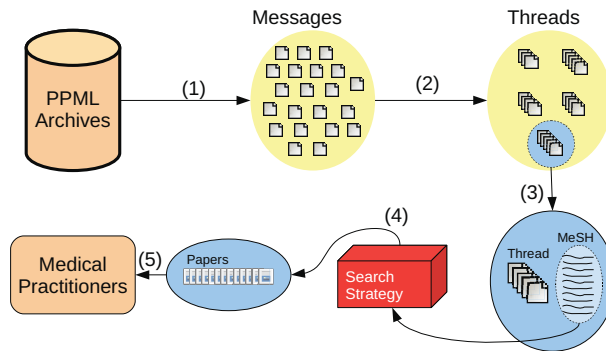 Messages
Threads
PPML
Archives
(1)
(2)
(3)
Thread
MeSH
(4)
Search
Strategy
Papers
(5)
Medical
Practitioners